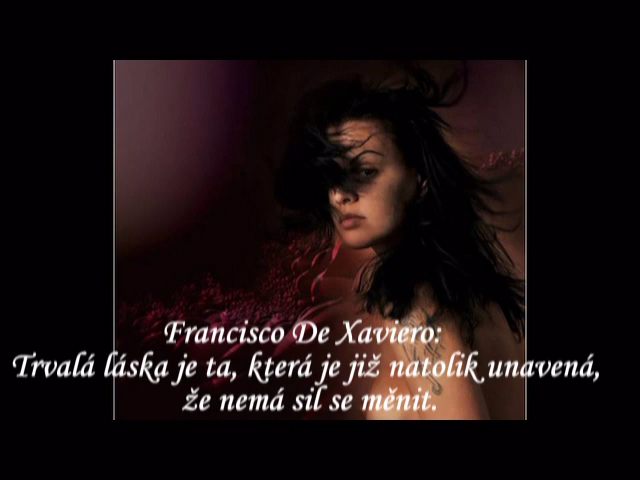 Francisco De Xaviero:
Trvalá láska je ta, která je již natolik unavená,
že nemá sil se měnit.